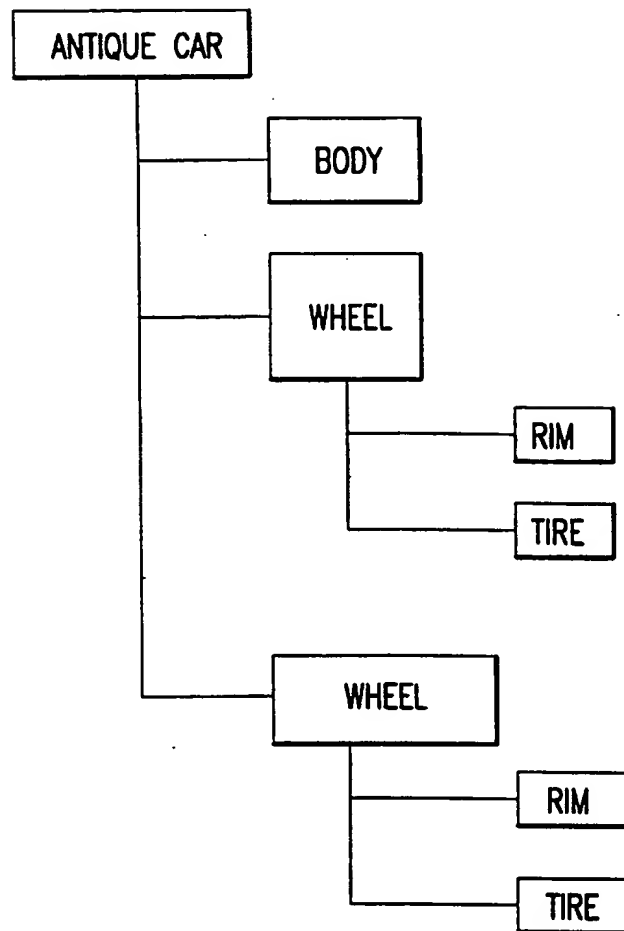 ANTIQUE CAR
BODY
WHEEL
RIM
TIRE
WHEEL
RIM
TIRE